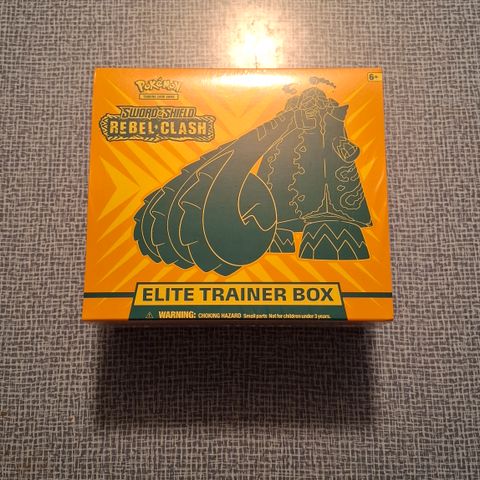 Pokémon
TRADING CARD GAME
6+
SWORD & SHIELD
REBEL CLASH
ELITE TRAINER BOX
⚠ WARNING: CHOKING HAZARD Small parts Not for children under 3 years.